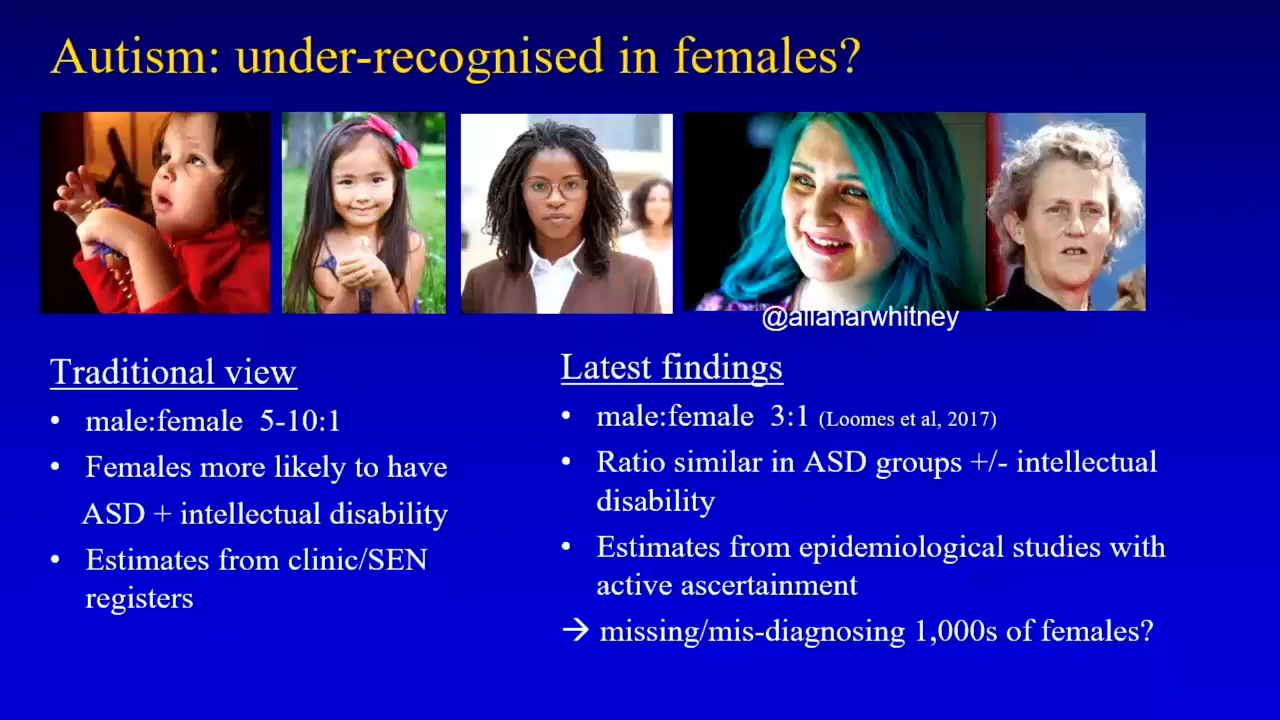 Autism: under-recognised in females?
@allaharwhitney
Traditional view
• male:female 5-10:1
• Females more likely to have
ASD + intellectual disability
• Estimates from clinic/SEN
registers
Latest findings
• male:female 3:1 (Loomes et al, 2017)
• Ratio similar in ASD groups +/- intellectual
disability
• Estimates from epidemiological studies with
active ascertainment
→ missing/mis-diagnosing 1,000s of females?